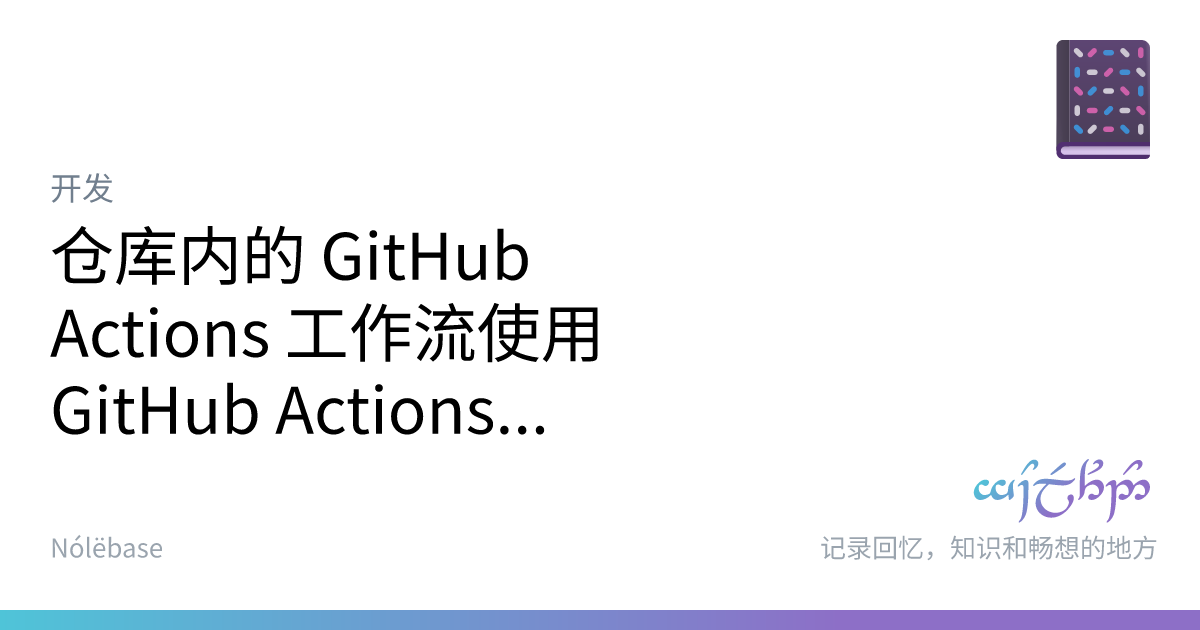 开发
仓库内的 GitHub
Actions 工作流使用
GitHub Actions...
Nólëbase
记录回忆，知识和畅想的地方